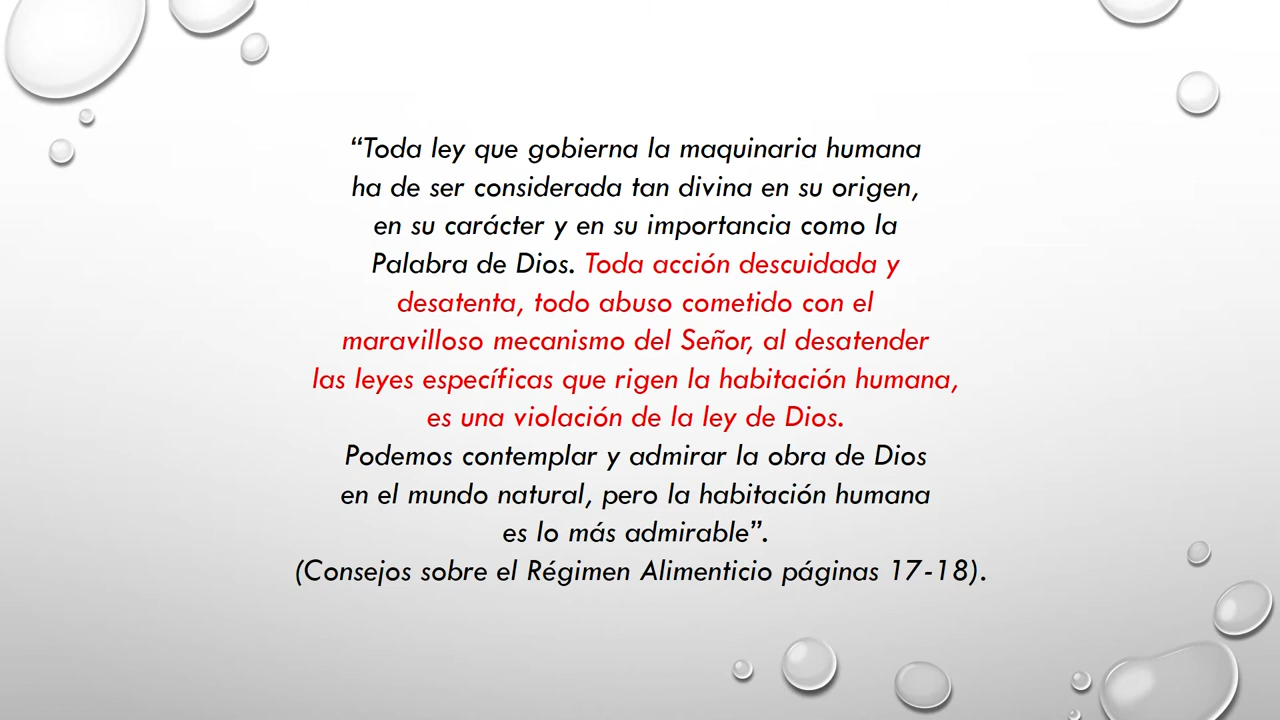 “Toda ley que gobierna la maquinaria humana
ha de ser considerada tan divina en su origen,
en su carácter y en su importancia como la
Palabra de Dios. Toda acción descuidada y
desatenta, todo abuso cometido con el
maravilloso mecanismo del Señor, al desatender
las leyes específicas que rigen la habitación humana,
es una violación de la ley de Dios.
Podemos contemplar y admirar la obra de Dios
en el mundo natural, pero la habitación humana
es lo más admirable”.
(Consejos sobre el Régimen Alimenticio páginas 17-18).